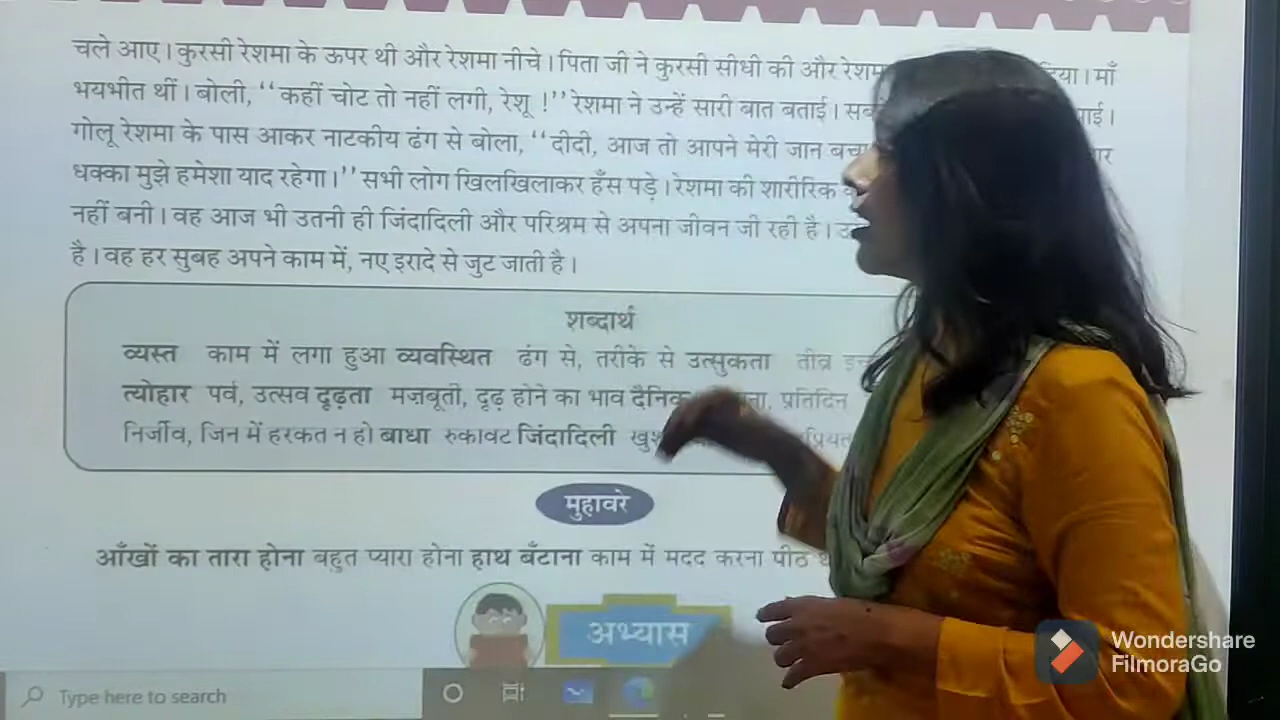 चले आए। कुरसी रेशमा के ऊपर थी और रेशमा नीचे। पिता जी ने कुरसी सीधी की और रेशम दिया। माँ
भयभीत थीं। बोली, ‘‘कहीं चोट तो नहीं लगी, रेशू !’’ रेशमा ने उन्हें सारी बात बताई।
गोलू रेशमा के पास आकर नाटकीय ढंग से बोला, ‘‘दीदी, आज तो आपने मेरी जान
धक्का मुझे हमेशा याद रहेगा।’’ सभी लोग खिलखिलाकर हँस पड़े। रेशमा की शारीरिक
नहीं बनी। वह आज भी उतनी ही जिंदादिली और परिश्रम से अपना जीवन जी रही है।
है। वह हर सुबह अपने काम में, नए इरादे से जुट जाती है।
शब्दार्थ
व्यस्त काम में लगा हुआ व्यवस्थित ढंग से, तरीके से उत्सुकता तीव्र
त्योहार पर्व, उत्सव दृढ़ता मज़बूती, दृढ़ होने का भाव दैनिक प्रतिदिन
निर्जीव, जिन में हरकत न हो बाधा रुकावट जिंदादिली
मुहावरे
आँखों का तारा होना बहुत प्यारा होना हाथ बँटाना काम में मदद करना पीठ
अभ्यास
Type here to search
Wondershare
FilmoraGo